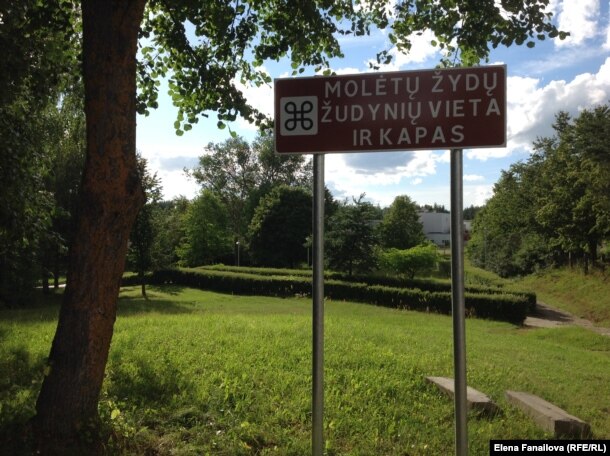 MOLĖTŲ ŽYDŲ
ŽUDYNIŲ VIETA
IR KAPAS
Elena Fanailova (RFE/RL)